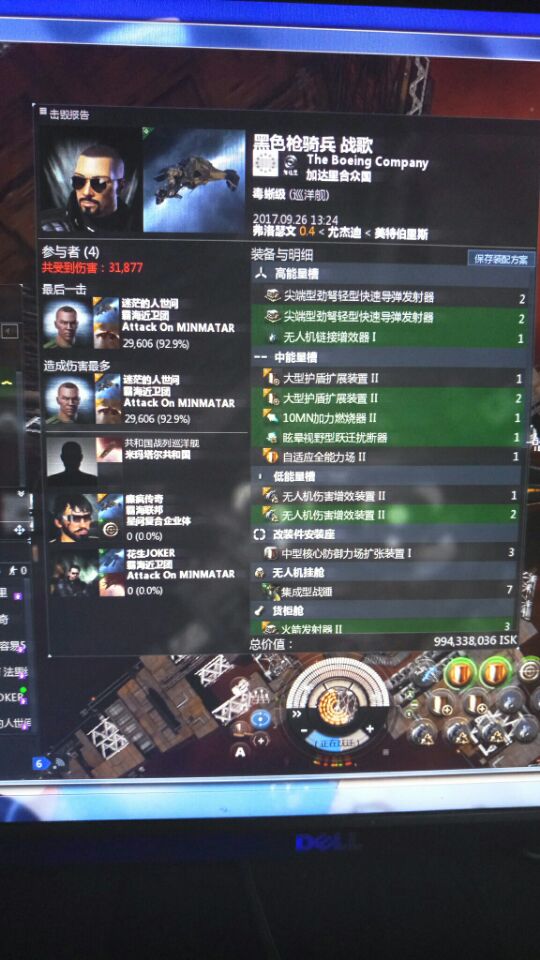 击毁报告
黑色枪骑兵 战歌
The Boeing Company
加达里合众国
毒蜥级 (巡洋舰)
2017.09.26 13:24
弗洛瑟文 0.4 < 尤杰迪 < 美特伯里斯
参与者 (4)
共受到伤害：31,877
最后一击
迷茫的人世间
霸海近卫团
Attack On MINMATAR
29,606 (92.9%)
造成伤害最多
迷茫的人世间
霸海近卫团
Attack On MINMATAR
29,606 (92.9%)
共和国战列巡洋舰
米玛塔尔共和国
癫疯传奇
霸海联邦
星间复合企业体
0 (0.0%)
花生JOKER
霸海近卫团
Attack On MINMATAR
0 (0.0%)
装备与明细
保存装配方案
高能量槽
尖端型劲弩轻型快速导弹发射器 2
尖端型劲弩轻型快速导弹发射器 2
无人机链接增效器 I 1
中能量槽
大型护盾扩展装置 II 1
大型护盾扩展装置 II 2
10MN加力燃烧器 II 1
眩晕视野型跃迁扰断器 1
自适应全能力场 II 1
低能量槽
无人机伤害增效装置 II 1
无人机伤害增效装置 II 2
改装件安装座
中型核心防御力场扩张装置 I 3
无人机挂舱
集成型战锤 7
货柜舱
火箭发射器 II 3
总价值： 994,338,036 ISK
JOKER
的人世间
A
6
DELL